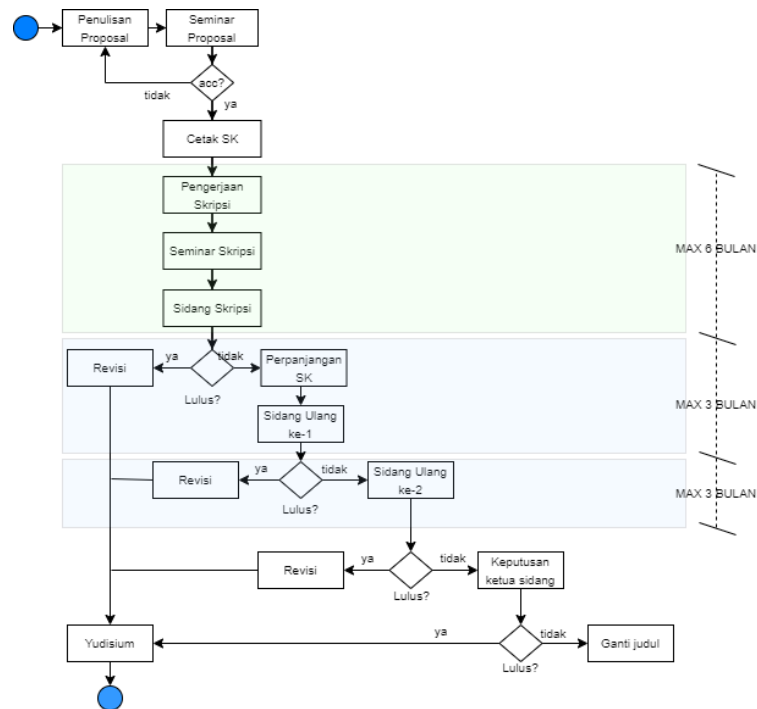 Penulisan
Proposal
Seminar
Proposal
acc?
tidak
ya
Cetak SK
Pengerjaan
Skripsi
Seminar Skripsi
MAX 6 BULAN
Sidang Skripsi
Revisi
ya
tidak
Lulus?
Perpanjangan
SK
Sidang Ulang
ke-1
MAX 3 BULAN
Revisi
ya
tidak
Lulus?
Sidang Ulang
ke-2
MAX 3 BULAN
Revisi
ya
tidak
Lulus?
Keputusan
ketua sidang
Yudisium
ya
tidak
Lulus?
Ganti judul